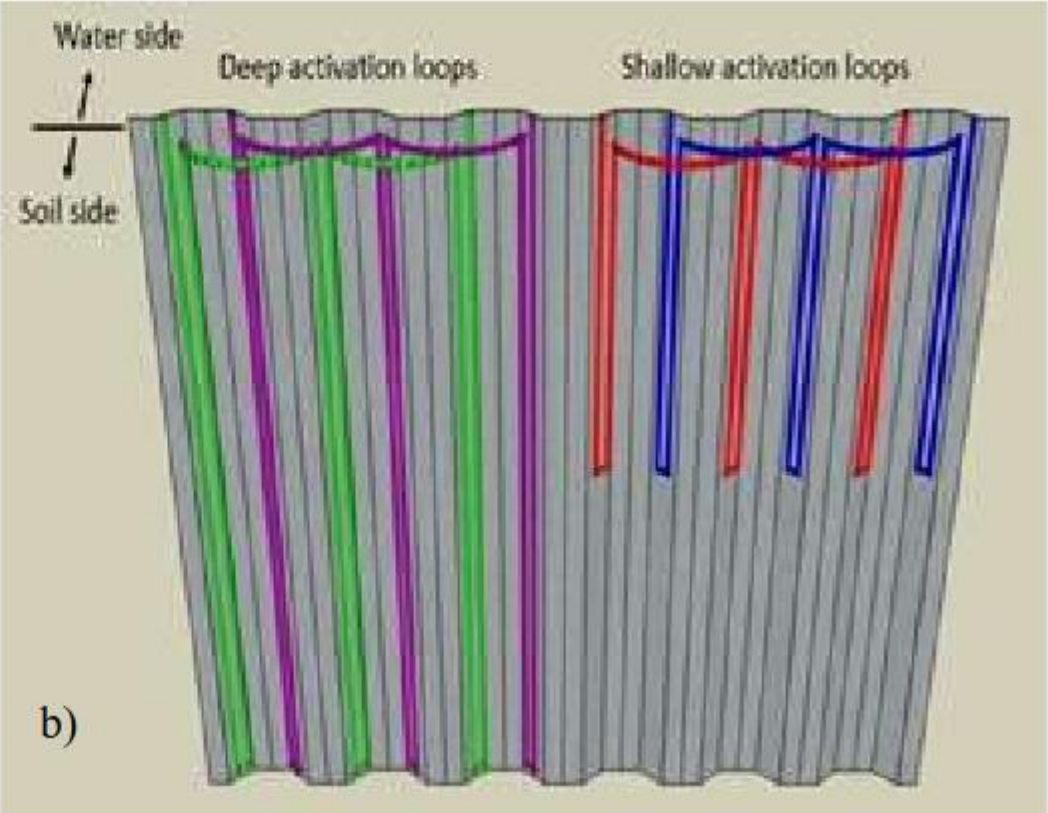 Water side
Deep activation loops
Shallow activation loops
Soil side
b)